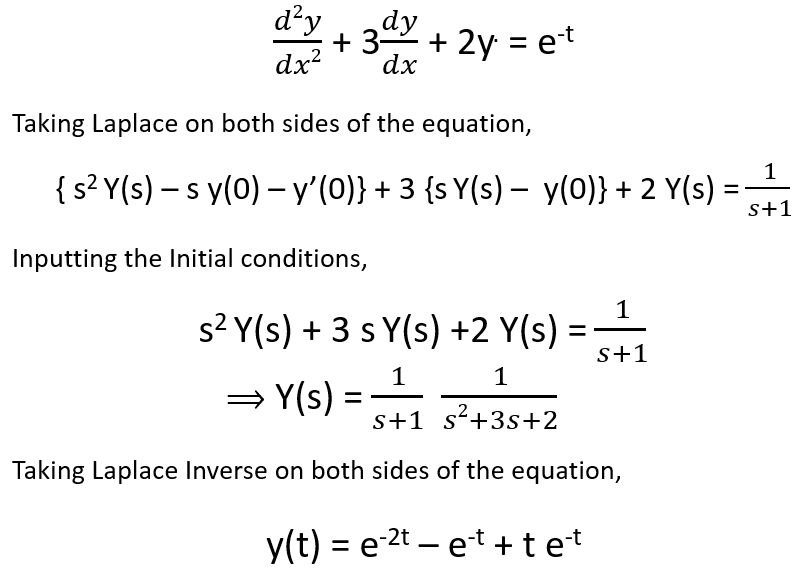 d²y/dx² + 3 dy/dx + 2y. = e⁻ᵗ
Taking Laplace on both sides of the equation,
{ s² Y(s) – s y(0) – y’(0)} + 3 {s Y(s) – y(0)} + 2 Y(s) = 1/(s+1)
Inputting the Initial conditions,
s² Y(s) + 3 s Y(s) +2 Y(s) = 1/(s+1)
⟹ Y(s) = 1/(s+1) 1/(s²+3s+2)
Taking Laplace Inverse on both sides of the equation,
y(t) = e⁻²ᵗ – e⁻ᵗ + t e⁻ᵗ